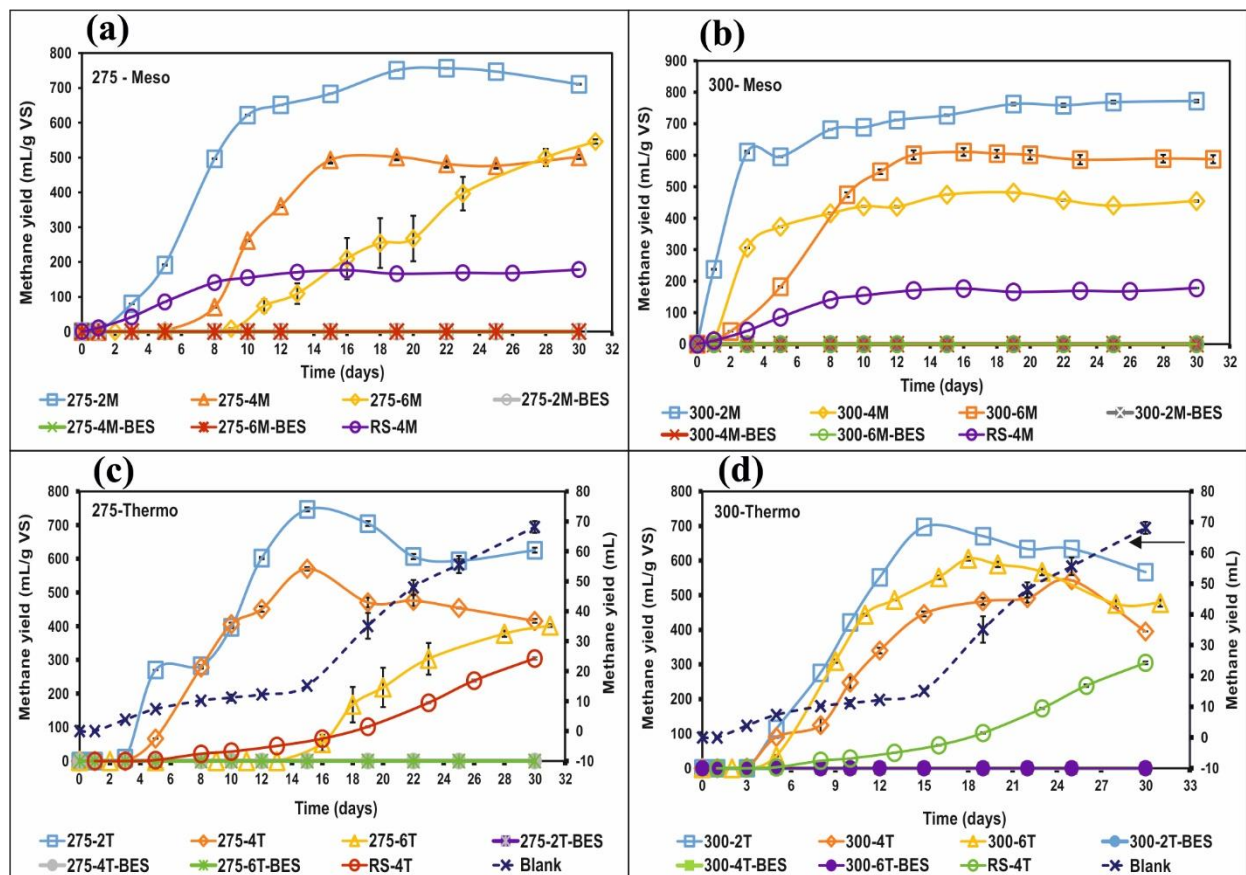 (a)
800
700
600
500
400
300
200
100
0
275 - Meso
Methane yield (mL/g VS)
0 2 4 6 8 10 12 14 16 18 20 22 24 26 28 30 32
Time (days)
275-2M 275-4M 275-6M 275-2M-BES
275-4M-BES 275-6M-BES RS-4M
(b)
900
800
700
600
500
400
300
200
100
0
300- Meso
Methane yield (mL/g VS)
0 2 4 6 8 10 12 14 16 18 20 22 24 26 28 30
Time (days)
300-2M 300-4M 300-6M 300-2M-BES
300-4M-BES 300-6M-BES RS-4M
(c)
800
700
600
500
400
300
200
100
0
275-Thermo
Methane yield (mL/g VS)
80
70
60
50
40
30
20
10
0
-10
Methane yield (mL)
0 2 4 6 8 10 12 14 16 18 20 22 24 26 28 30 32
Time (days)
275-2T 275-4T 275-6T 275-2T-BES
275-4T-BES 275-6T-BES RS-4T Blank
(d)
800
700
600
500
400
300
200
100
0
300-Thermo
Methane yield (mL/g VS)
80
70
60
50
40
30
20
10
0
-10
Methane yield (mL)
0 3 6 9 12 15 18 21 24 27 30
Time (days)
300-2T 300-4T 300-6T 300-2T-BES
300-4T-BES 300-6T-BES RS-4T Blank